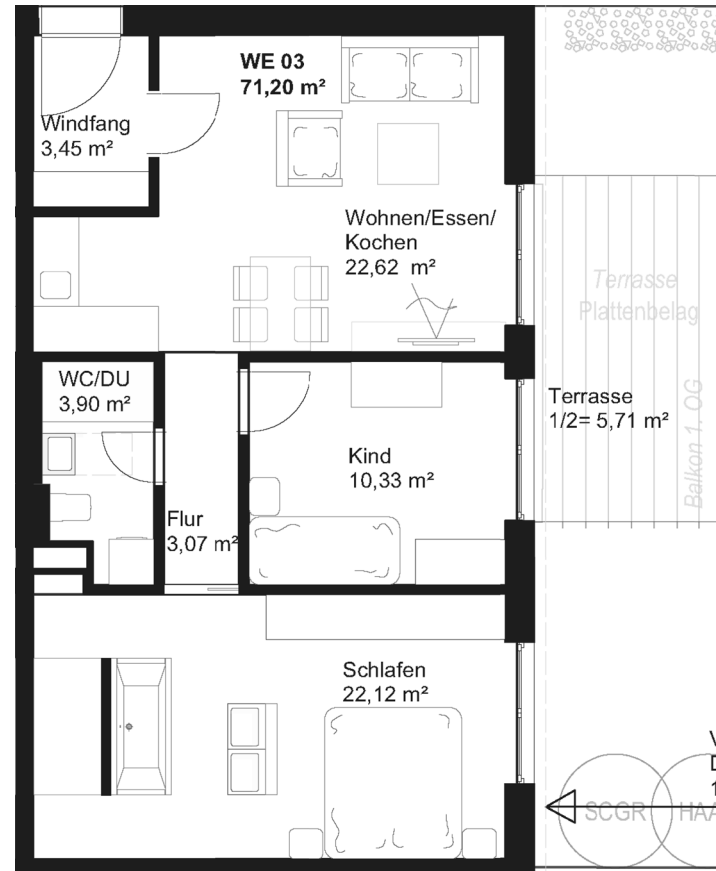 WE 03
71,20 m²
Windfang
3,45 m²
Wohnen/Essen/
Kochen
22,62 m²
Terrasse
Plattenbelag
WC/DU
3,90 m²
Terrasse
1/2= 5,71 m²
Balkon 1. OG
Kind
10,33 m²
Flur
3,07 m²
Schlafen
22,12 m²
SCGR